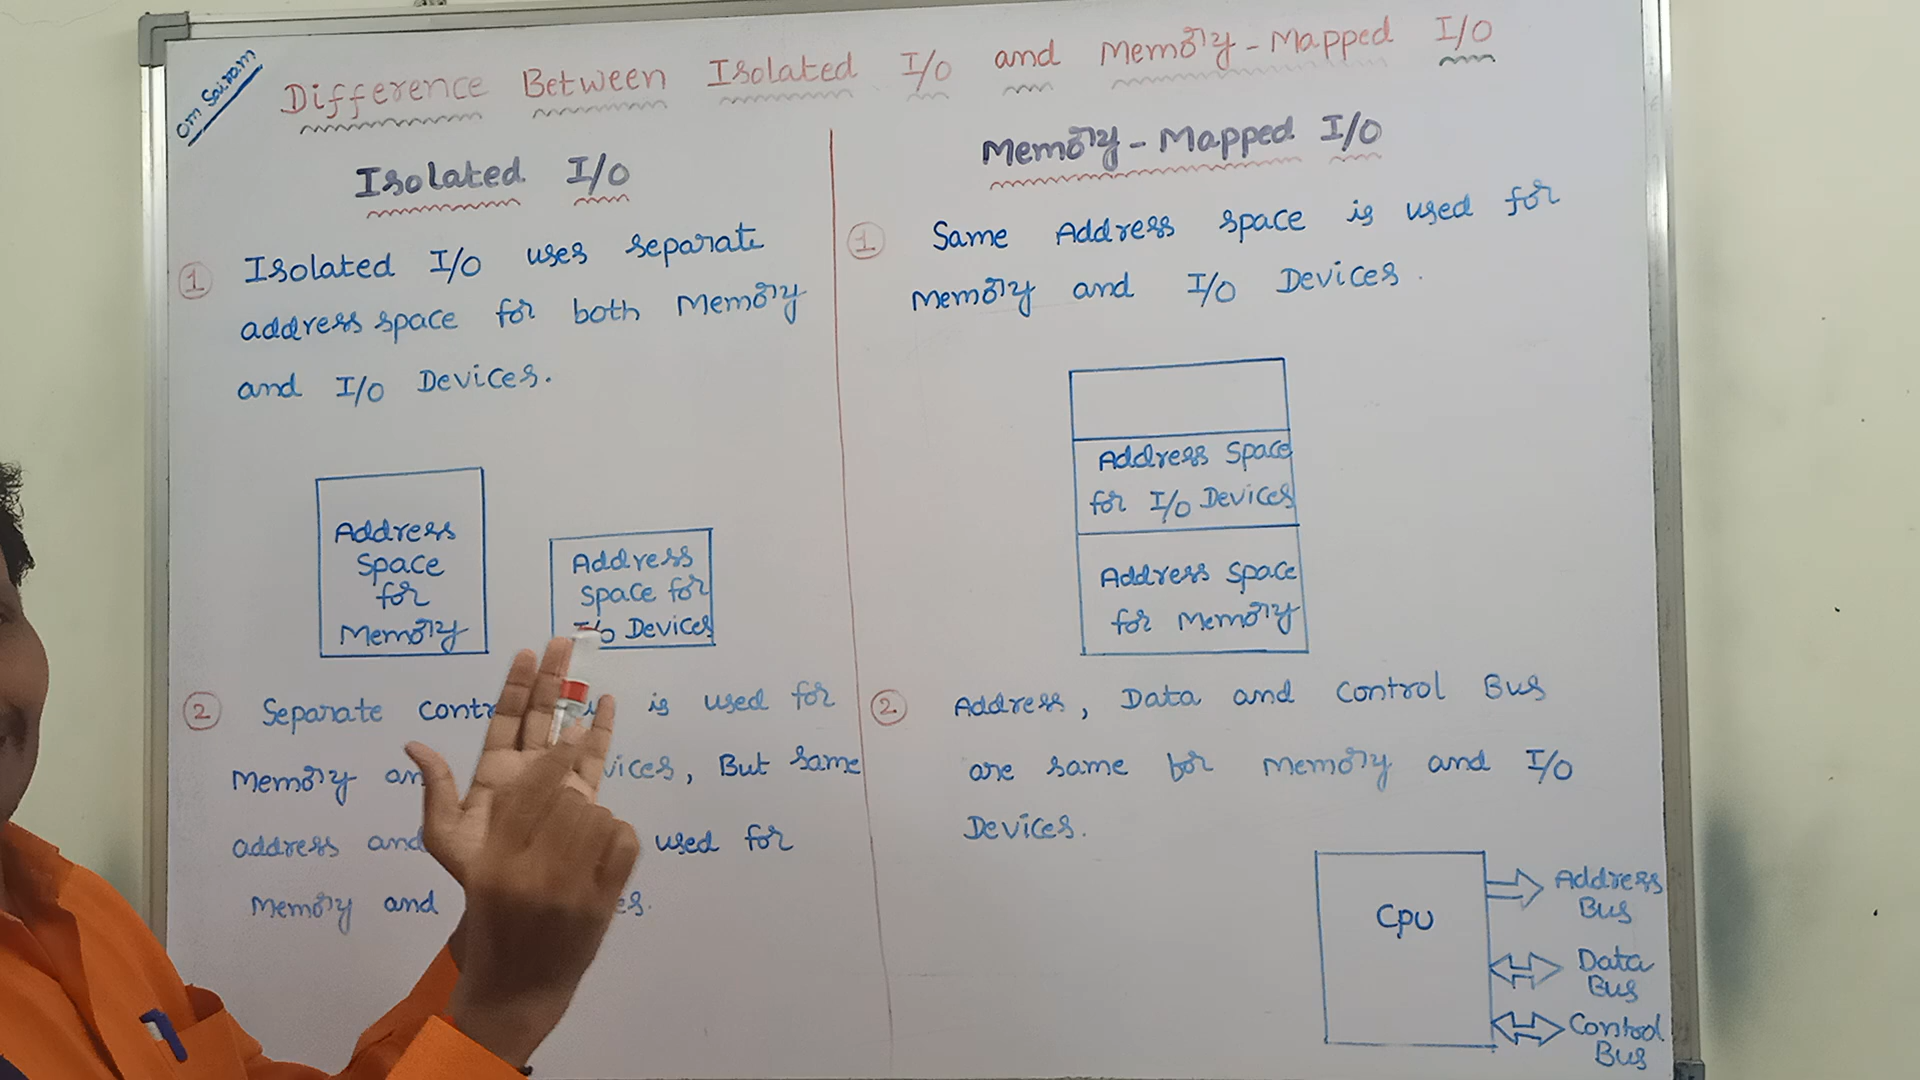 Om Sairam
Difference Between Isolated I/O and Memory-Mapped I/O
Isolated I/O
1 Isolated I/O uses separate
address space for both Memory
and I/O Devices.
Address
Space
for
Memory
Address
Space for
I/o Devices
2 Separate is used for
Memory But same
address and used for
Memory and
Memory-Mapped I/O
1 Same Address space is used for
Memory and I/O Devices.
Address Space
for I/O Devices
Address Space
for Memory
2. Address, Data and Control Bus
are same for Memory and I/O
Devices.
CPU
Address
Bus
Data
Bus
Control
Bus